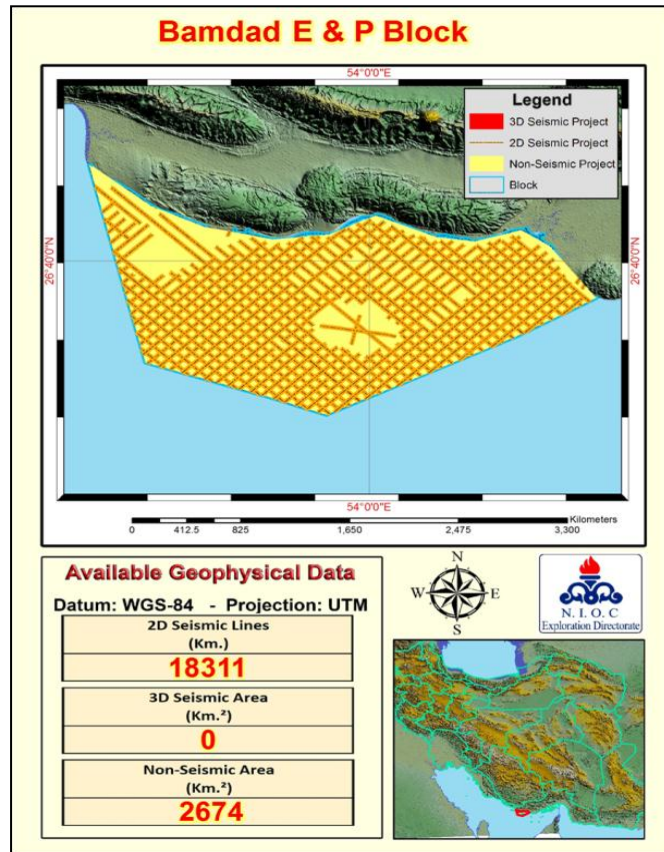 Bamdad E & P Block
54°0'0"E
Legend
3D Seismic Project
2D Seismic Project
Non-Seismic Project
Block
26°40'0"N
26°40'0"N
54°0'0"E
Kilometers
0 412.5 825 1,650 2,475 3,300
Available Geophysical Data
Datum: WGS-84 - Projection: UTM
2D Seismic Lines
(Km.)
18311
3D Seismic Area
(Km.²)
0
Non-Seismic Area
(Km.²)
2674
N
W E
S
N. I. O. C
Exploration Directorate